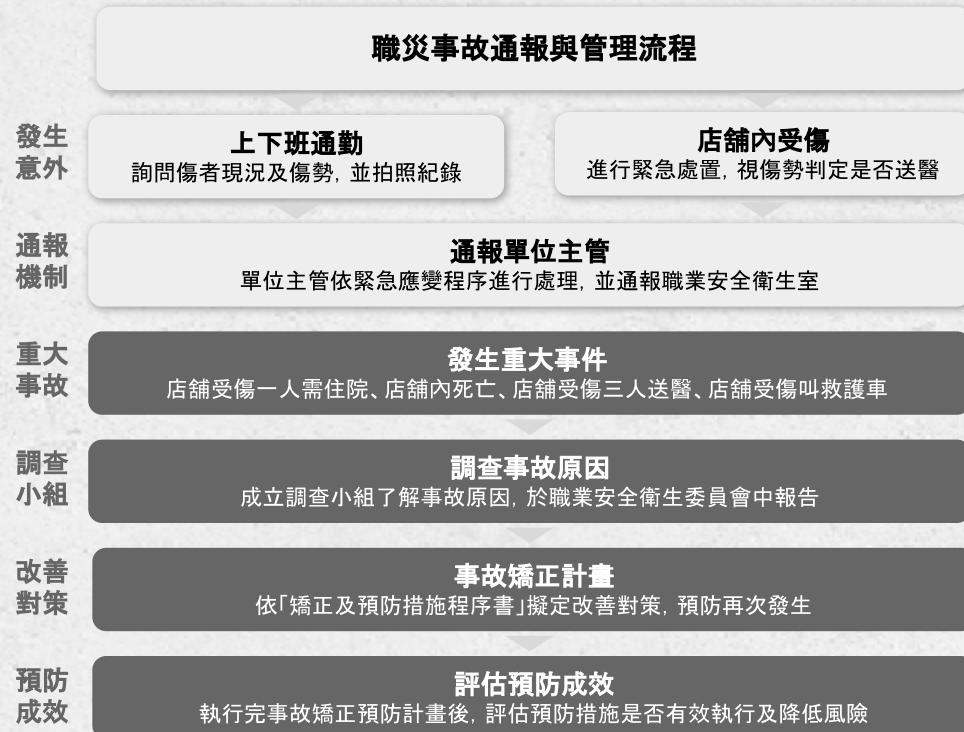 職災事故通報與管理流程
發生
意外
上下班通勤
詢問傷者現況及傷勢, 並拍照紀錄
店舖內受傷
進行緊急處置, 視傷勢判定是否送醫
通報
機制
通報單位主管
單位主管依緊急應變程序進行處理, 並通報職業安全衛生室
重大
事故
發生重大事件
店舖受傷一人需住院、店舖內死亡、店舖受傷三人送醫、店舖受傷叫救護車
調查
小組
調查事故原因
成立調查小組了解事故原因, 於職業安全衛生委員會中報告
改善
對策
事故矯正計畫
依「矯正及預防措施程序書」擬定改善對策, 預防再次發生
預防
成效
評估預防成效
執行完事故矯正預防計畫後, 評估預防措施是否有效執行及降低風險